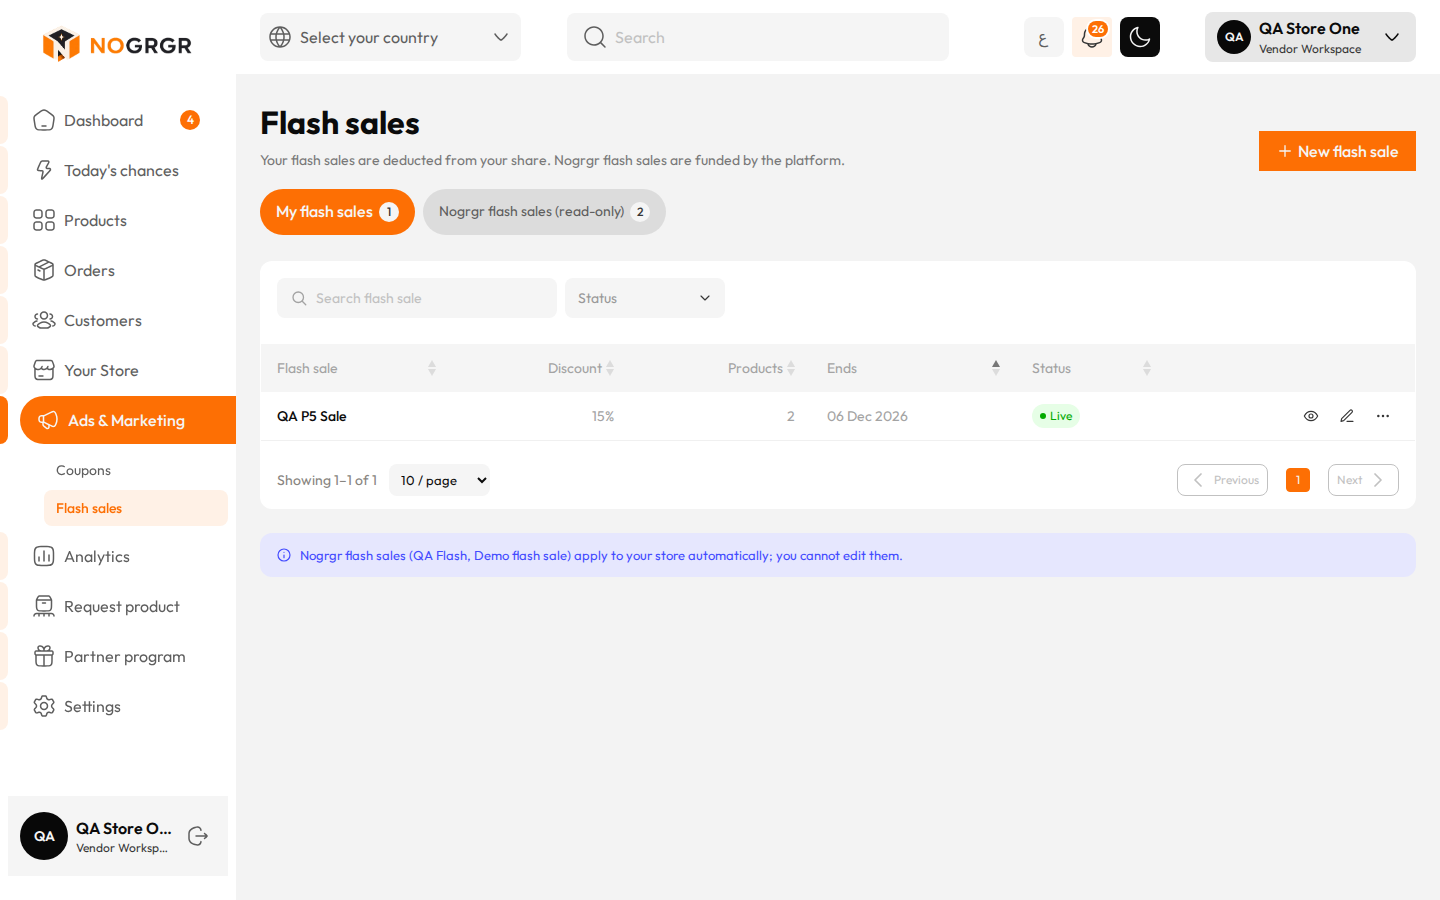 NOGRGR
Select your country
Search
ع
26
QA
QA Store One
Vendor Workspace
Dashboard
4
Today's chances
Products
Orders
Customers
Your Store
Ads & Marketing
Coupons
Flash sales
Analytics
Request product
Partner program
Settings
QA
QA Store O...
Vendor Worksp...
Flash sales
Your flash sales are deducted from your share. Nogrgr flash sales are funded by the platform.
+ New flash sale
My flash sales 1
Nogrgr flash sales (read-only) 2
Search flash sale
Status
Flash sale Discount Products Ends Status
QA P5 Sale 15% 2 06 Dec 2026 Live
Showing 1–1 of 1
10 / page
Previous
1
Next
Nogrgr flash sales (QA Flash, Demo flash sale) apply to your store automatically; you cannot edit them.